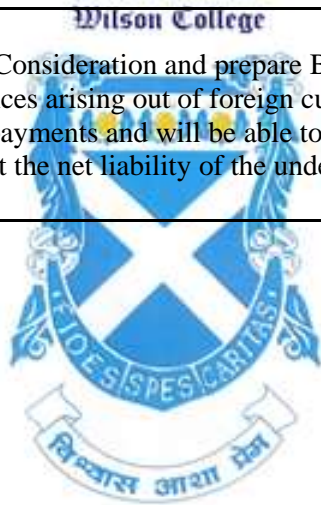 Wilson College
Consideration and prepare B
ces arising out of foreign cu
ayments and will be able to
t the net liability of the unde
FIDES SPES CARITAS
विश्वास आशा प्रेम